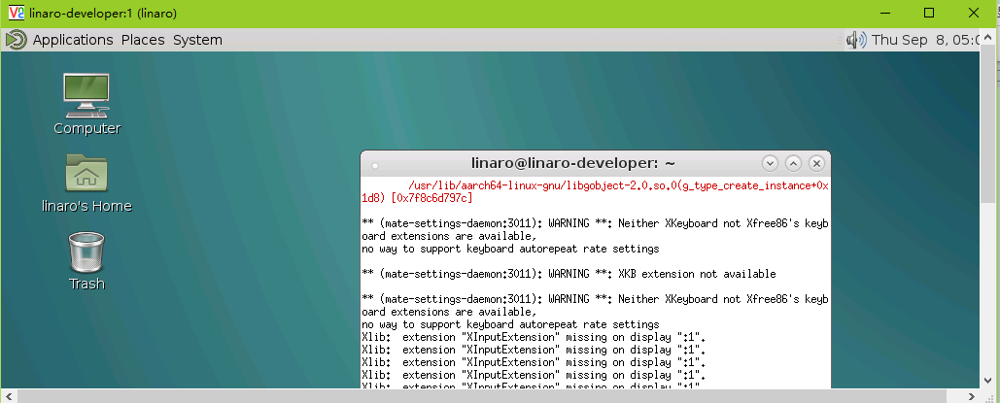 linaro-developer:1 (linaro)
Applications Places System
Thu Sep 8, 05:0
Computer
linaro's Home
Trash
linaro@linaro-developer: ~
/usr/lib/aarch64-linux-gnu/libgobject-2.0.so.0(g_type_create_instance+0x
1d8) [0x7f8c6d797c]
** (mate-settings-daemon:3011): WARNING **: Neither XKeyboard not Xfree86's keyb
oard extensions are available,
no way to support keyboard autorepeat rate settings
** (mate-settings-daemon:3011): WARNING **: XKB extension not available
** (mate-settings-daemon:3011): WARNING **: Neither XKeyboard not Xfree86's keyb
oard extensions are available,
no way to support keyboard autorepeat rate settings
Xlib:  extension "XInputExtension" missing on display ":1".
Xlib:  extension "XInputExtension" missing on display ":1".
Xlib:  extension "XInputExtension" missing on display ":1".
Xlib:  extension "XInputExtension" missing on display ":1".
Xlib:  extension "XInputExtension" missing on display ":1"